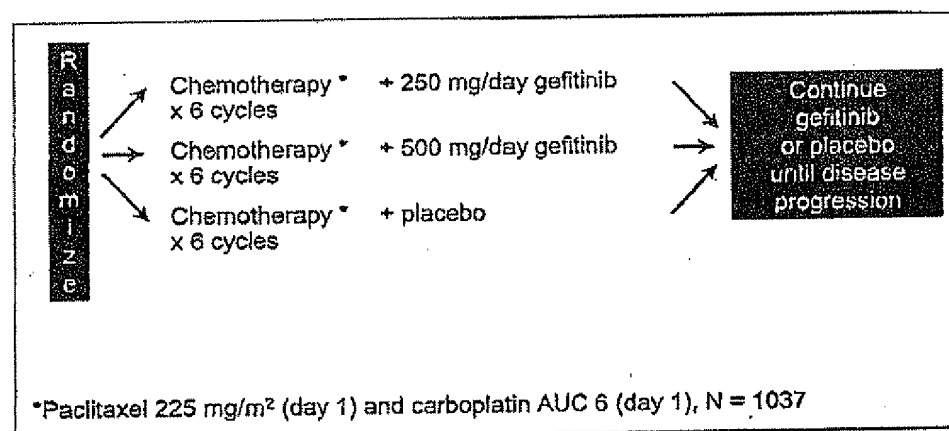 Randomize
Chemotherapy * + 250 mg/day gefitinib
x 6 cycles
Chemotherapy * + 500 mg/day gefitinib
x 6 cycles
Chemotherapy * + placebo
x 6 cycles
Continue
gefitinib
or placebo
until disease
progression
*Paclitaxel 225 mg/m² (day 1) and carboplatin AUC 6 (day 1), N = 1037